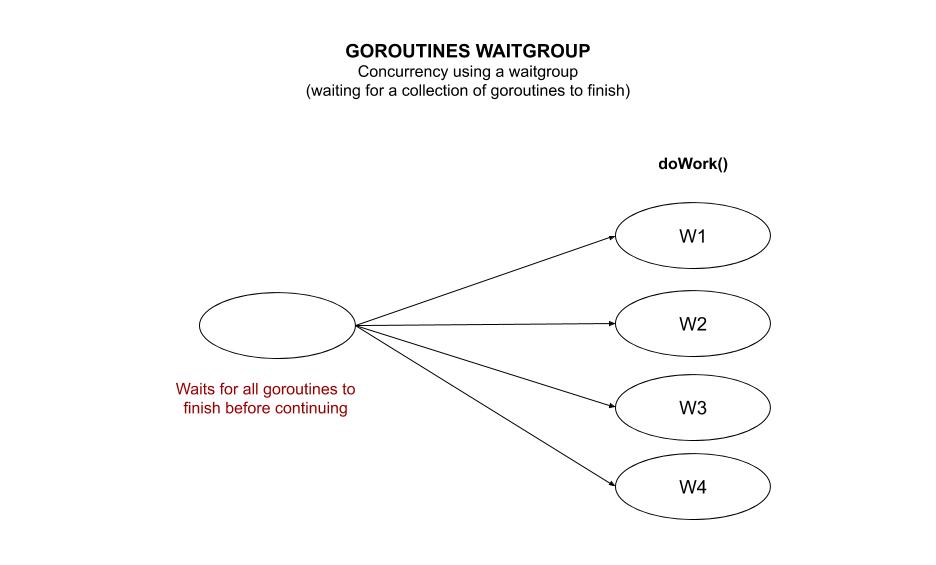 GOROUTINES WAITGROUP
Concurrency using a waitgroup
(waiting for a collection of goroutines to finish)
doWork()
W1
W2
Waits for all goroutines to
finish before continuing
W3
W4